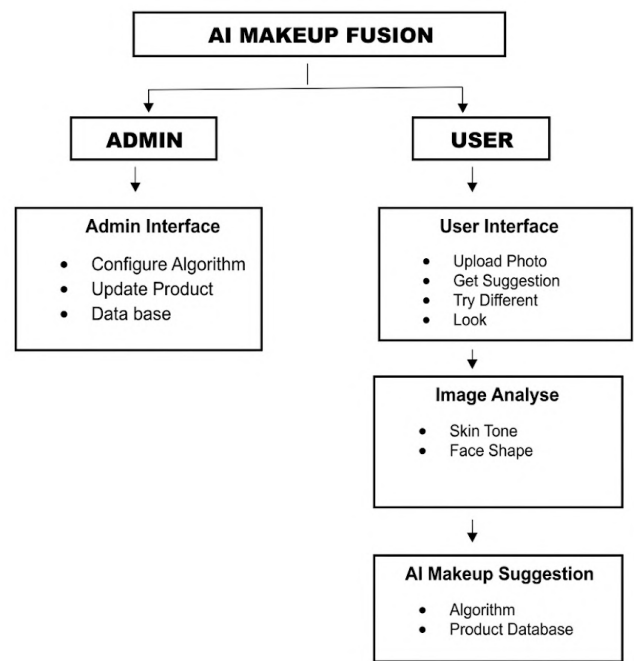 AI MAKEUP FUSION
ADMIN
USER
Admin Interface
• Configure Algorithm
• Update Product
• Data base
User Interface
• Upload Photo
• Get Suggestion
• Try Different
• Look
Image Analyse
• Skin Tone
• Face Shape
AI Makeup Suggestion
• Algorithm
• Product Database